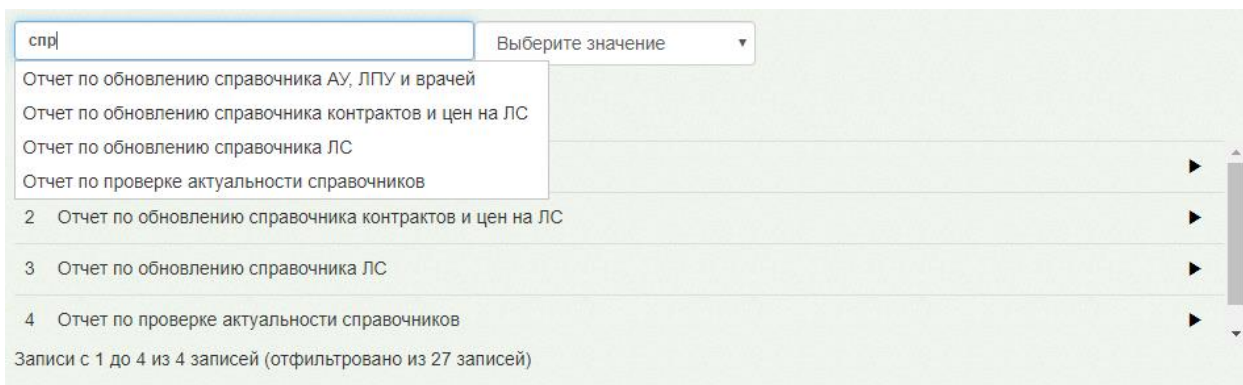 спр
Выберите значение
Отчет по обновлению справочника АУ, ЛПУ и врачей
Отчет по обновлению справочника контрактов и цен на ЛС
Отчет по обновлению справочника ЛС
Отчет по проверке актуальности справочников
2 Отчет по обновлению справочника контрактов и цен на ЛС
3 Отчет по обновлению справочника ЛС
4 Отчет по проверке актуальности справочников
Записи с 1 до 4 из 4 записей (отфильтровано из 27 записей)